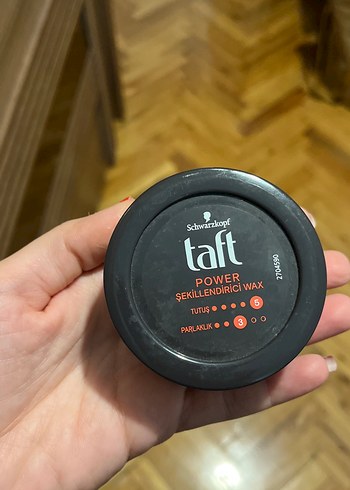 Schwarzkopf
taft
POWER
ŞEKİLLENDİRİCİ WAX
TUTUŞ 5
PARLAKLIK 3
2704590